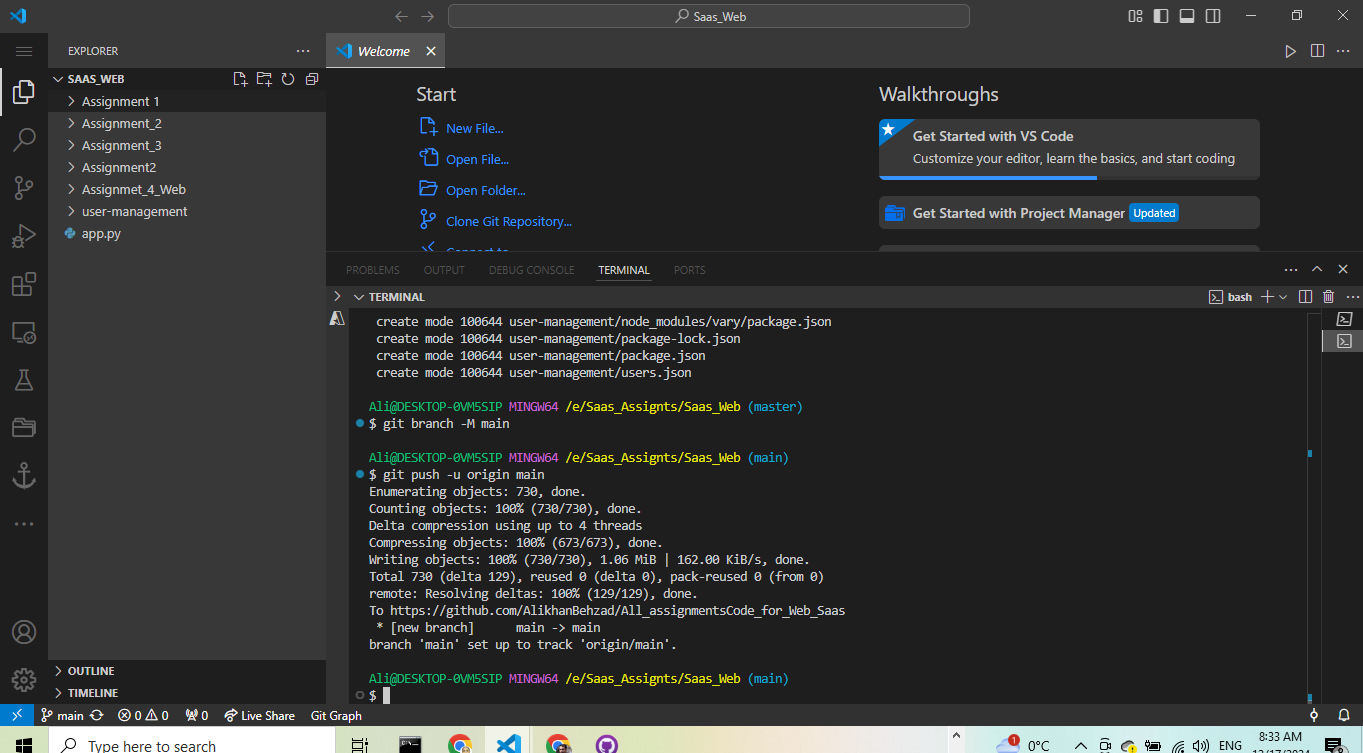 Saas_Web
EXPLORER
Welcome
SAAS_WEB
Assignment 1
Assignment_2
Assignment_3
Assignment2
Assignmet_4_Web
user-management
app.py
OUTLINE
TIMELINE
Start
New File...
Open File...
Open Folder...
Clone Git Repository...
Walkthroughs
Get Started with VS Code
Customize your editor, learn the basics, and start coding
Get Started with Project Manager Updated
PROBLEMS OUTPUT DEBUG CONSOLE TERMINAL PORTS
TERMINAL
bash
create mode 100644 user-management/node_modules/vary/package.json
create mode 100644 user-management/package-lock.json
create mode 100644 user-management/package.json
create mode 100644 user-management/users.json
Ali@DESKTOP-0VM5SIP MINGW64 /e/Saas_Assignts/Saas_Web (master)
$ git branch -M main
Ali@DESKTOP-0VM5SIP MINGW64 /e/Saas_Assignts/Saas_Web (main)
$ git push -u origin main
Enumerating objects: 730, done.
Counting objects: 100% (730/730), done.
Delta compression using up to 4 threads
Compressing objects: 100% (673/673), done.
Writing objects: 100% (730/730), 1.06 MiB | 162.00 KiB/s, done.
Total 730 (delta 129), reused 0 (delta 0), pack-reused 0 (from 0)
remote: Resolving deltas: 100% (129/129), done.
To https://github.com/AlikhanBehzad/All_assignmentsCode_for_Web_Saas
* [new branch] main -> main
branch 'main' set up to track 'origin/main'.
Ali@DESKTOP-0VM5SIP MINGW64 /e/Saas_Assignts/Saas_Web (main)
$
main 0 0 0 Live Share Git Graph
Type here to search
1
0°C
ENG
8:33 AM